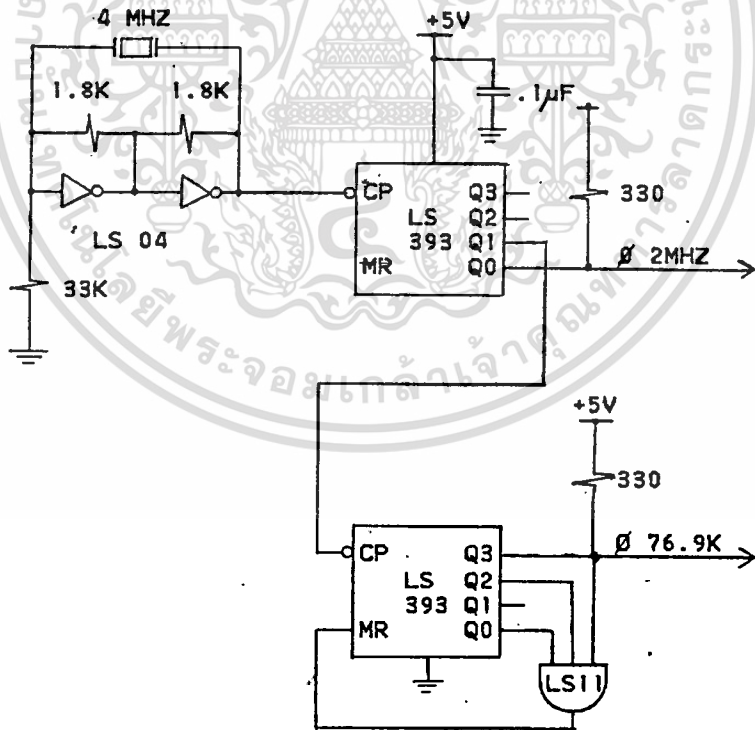 4 MHZ
1.8K 1.8K
LS 04
33K
+5V
.1µF
CP
MR
LS
393
Q3
Q2
Q1
Q0
330
Ø 2MHZ
+5V
330
CP
MR
LS
393
Q3
Q2
Q1
Q0
Ø 76.9K
LS11